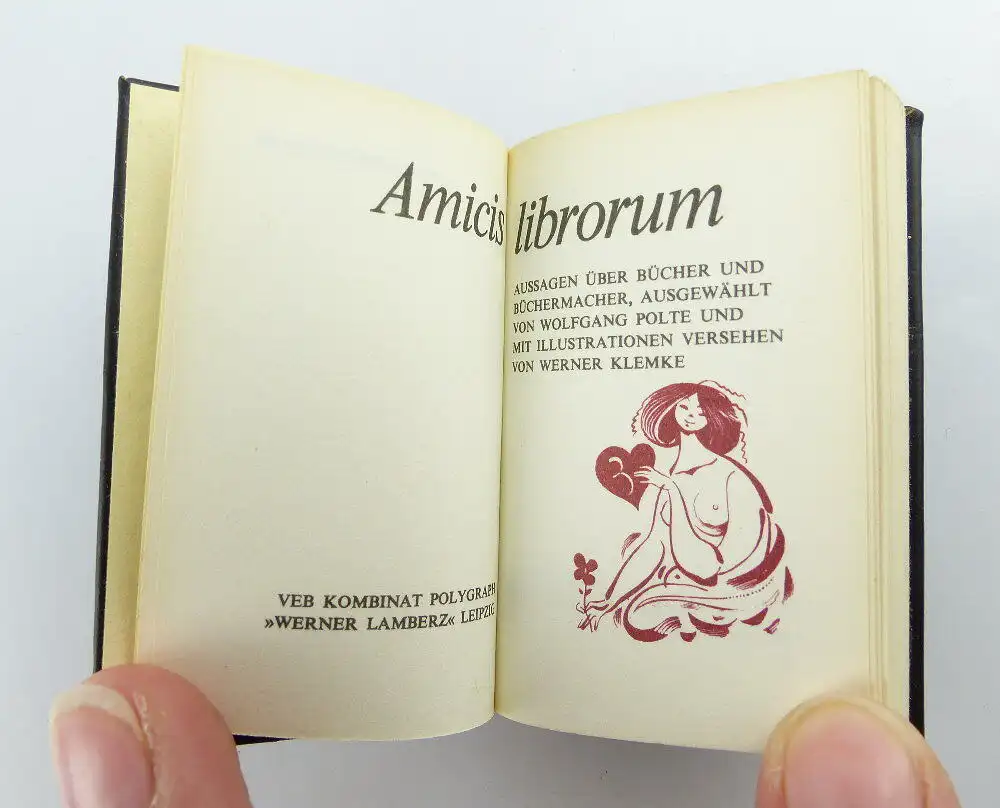 Amicis librorum
AUSSAGEN ÜBER BÜCHER UND
BÜCHERMACHER, AUSGEWÄHLT
VON WOLFGANG POLTE UND
MIT ILLUSTRATIONEN VERSEHEN
VON WERNER KLEMKE
VEB KOMBINAT POLYGRAPH
»WERNER LAMBERZ« LEIPZIG